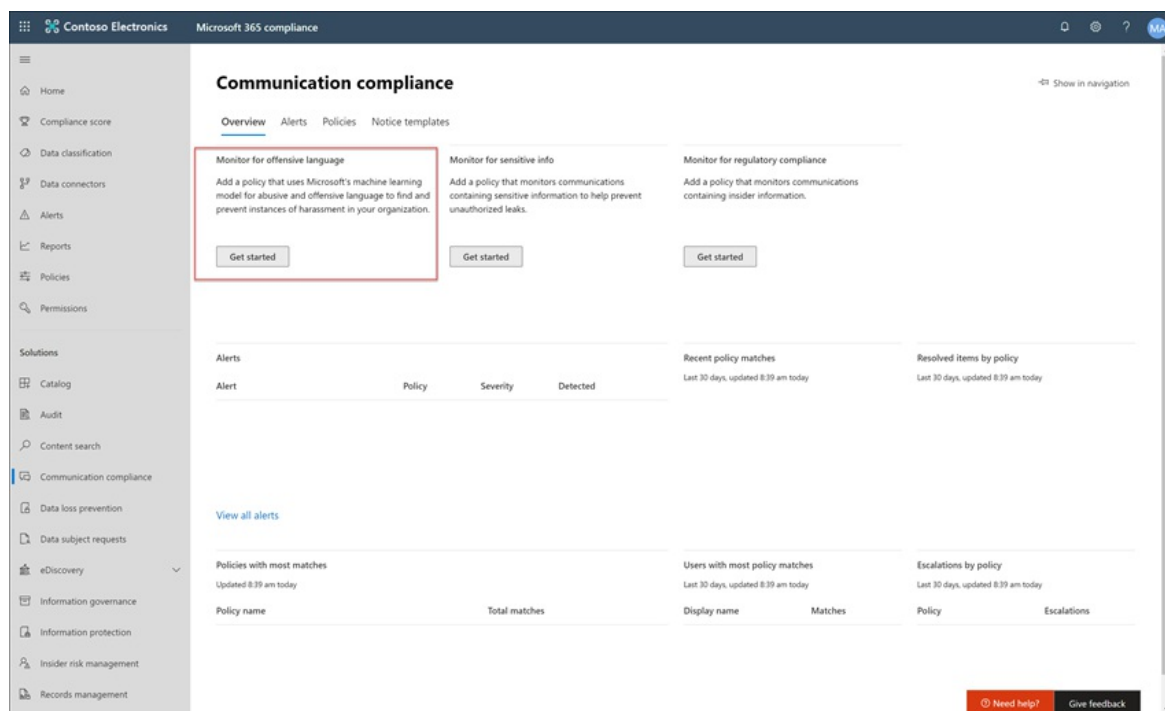 Contoso Electronics
Microsoft 365 compliance
?
MA
Home
Compliance score
Data classification
Data connectors
Alerts
Reports
Policies
Permissions
Solutions
Catalog
Audit
Content search
Communication compliance
Data loss prevention
Data subject requests
eDiscovery
Information governance
Information protection
Insider risk management
Records management
Communication compliance
Show in navigation
Overview Alerts Policies Notice templates
Monitor for offensive language
Add a policy that uses Microsoft's machine learning
model for abusive and offensive language to find and
prevent instances of harassment in your organization.
Get started
Monitor for sensitive info
Add a policy that monitors communications
containing sensitive information to help prevent
unauthorized leaks.
Get started
Monitor for regulatory compliance
Add a policy that monitors communications
containing insider information.
Get started
Alerts
Alert Policy Severity Detected
View all alerts
Recent policy matches
Last 30 days, updated 8:39 am today
Resolved items by policy
Last 30 days, updated 8:39 am today
Policies with most matches
Updated 8:39 am today
Policy name Total matches
Users with most policy matches
Last 30 days, updated 8:39 am today
Display name Matches
Escalations by policy
Last 30 days, updated 8:39 am today
Policy Escalations
Need help?
Give feedback